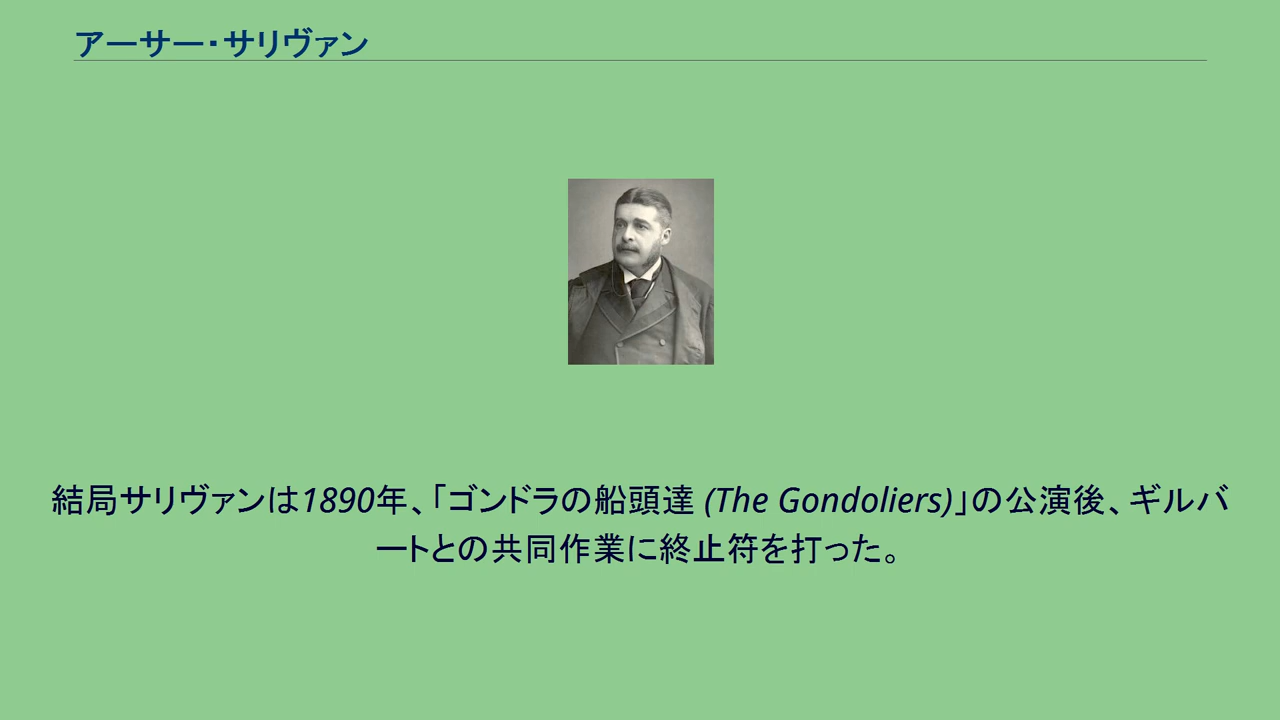 アーサー・サリヴァン
結局サリヴァンは1890年、「ゴンドラの船頭達 (The Gondoliers)」の公演後、ギルバ
ートとの共同作業に終止符を打った。